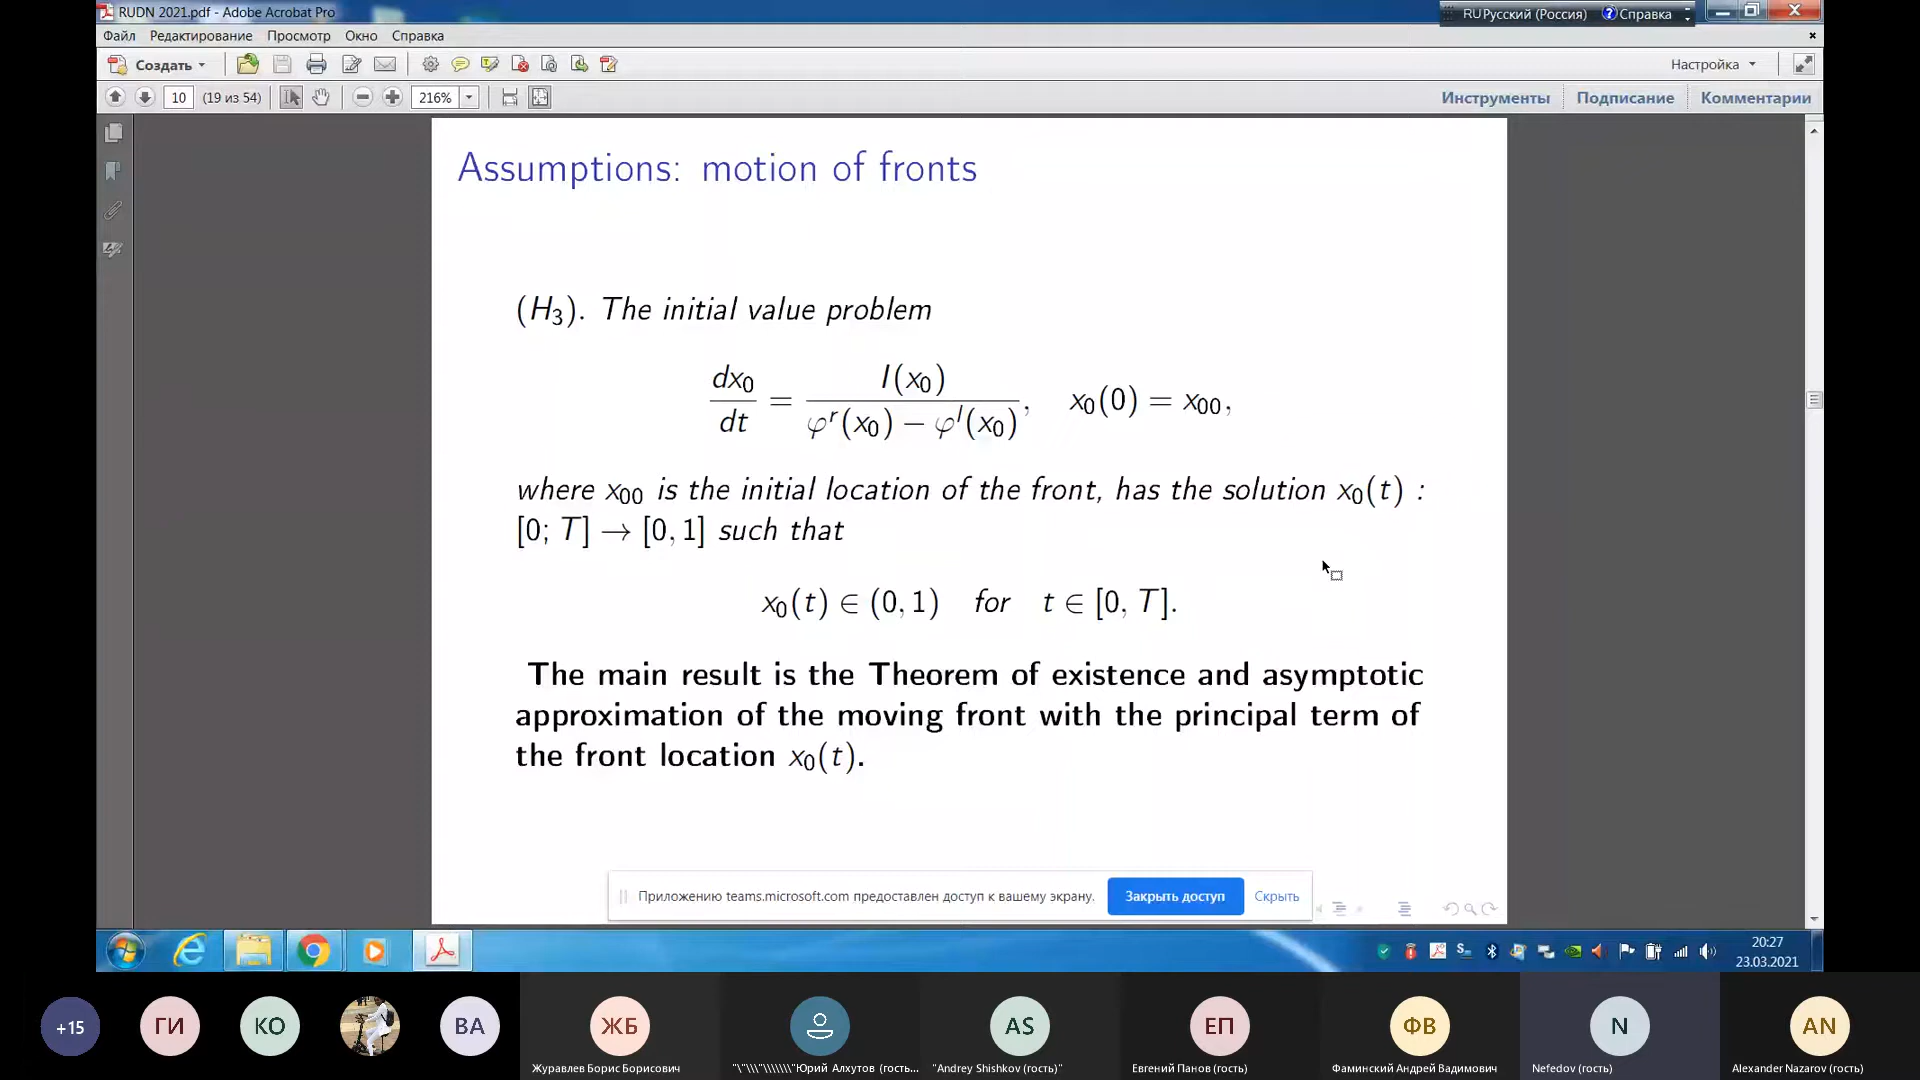 RUDN 2021.pdf - Adobe Acrobat Pro
RU Русский (Россия) Справка
Файл Редактирование Просмотр Окно Справка
Создать Настройка
10 (19 из 54) 216% Инструменты Подписание Комментарии
Assumptions: motion of fronts
(H₃). The initial value problem
dx₀/dt = I(x₀)/(φʳ(x₀) − φˡ(x₀)), x₀(0) = x₀₀,
where x₀₀ is the initial location of the front, has the solution x₀(t) :
[0; T] → [0, 1] such that
x₀(t) ∈ (0, 1) for t ∈ [0, T].
The main result is the Theorem of existence and asymptotic
approximation of the moving front with the principal term of
the front location x₀(t).
Приложению teams.microsoft.com предоставлен доступ к вашему экрану. Закрыть доступ Скрыть
20:27
23.03.2021
+15 ГИ КО ВА ЖБ AS ЕП ФВ N AN
Журавлев Борис Борисович "\"\\\"\\\\\\\"Юрий Алхутов (гость... "Andrey Shishkov (гость)" Евгений Панов (гость) Фаминский Андрей Вадимович Nefedov (гость) Alexander Nazarov (гость)